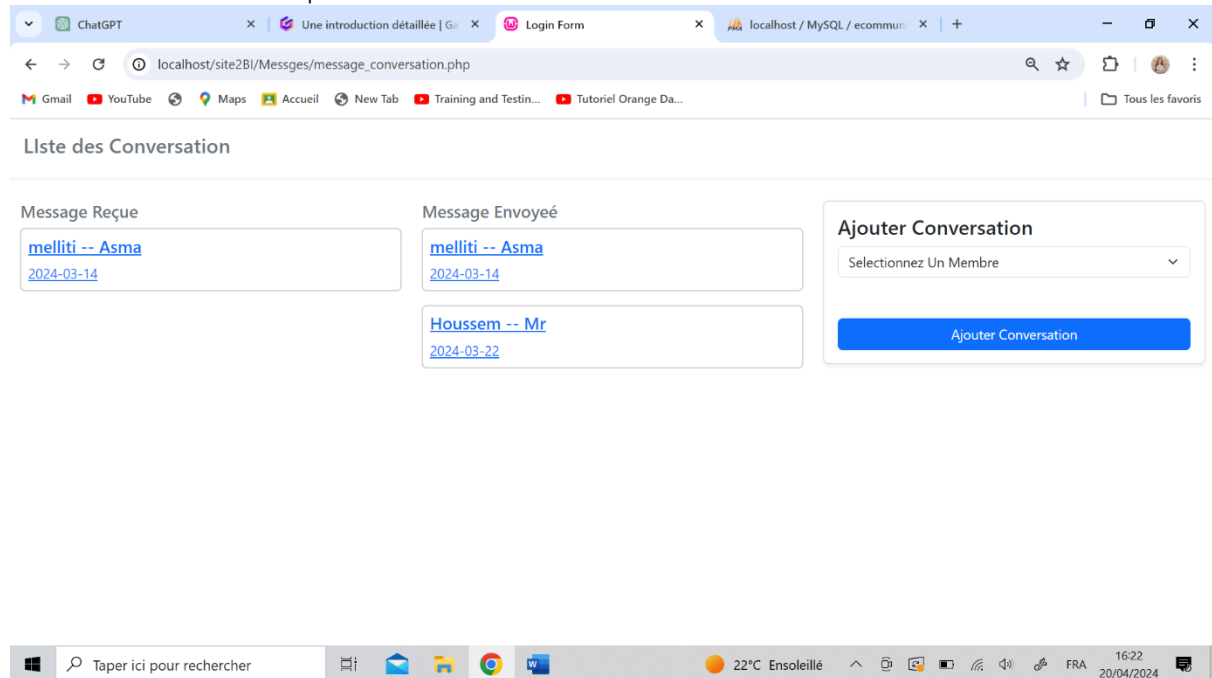 ChatGPT
Une introduction détaillée | Ga
Login Form
localhost / MySQL / ecommun
localhost/site2BI/Messges/message_conversation.php
Gmail YouTube Maps Accueil New Tab Training and Testin... Tutoriel Orange Da... Tous les favoris
LIste des Conversation
Message Reçue
melliti -- Asma
2024-03-14
Message Envoyeé
melliti -- Asma
2024-03-14
Houssem -- Mr
2024-03-22
Ajouter Conversation
Selectionnez Un Membre
Ajouter Conversation
Taper ici pour rechercher
22°C Ensoleillé
FRA
16:22
20/04/2024